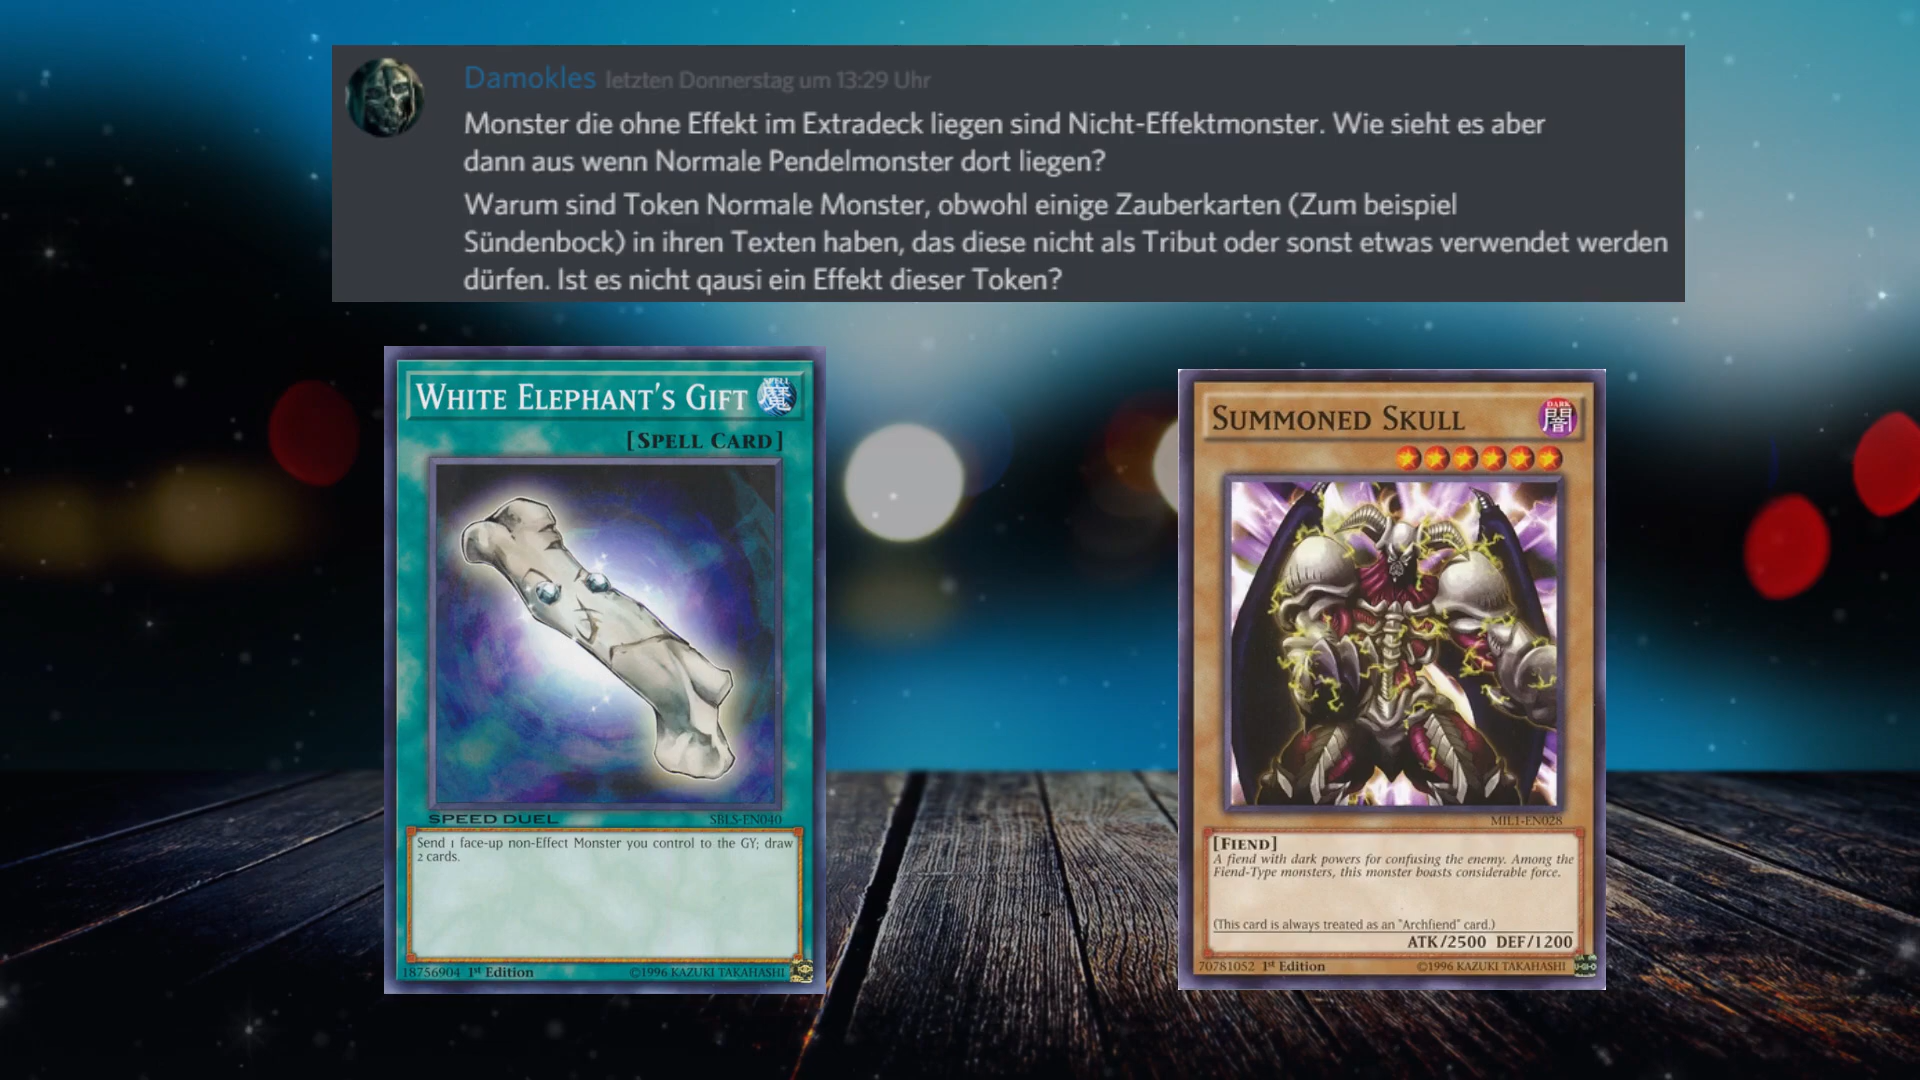 Damokles letzten Donnerstag um 13:29 Uhr
Monster die ohne Effekt im Extradeck liegen sind Nicht-Effektmonster. Wie sieht es aber
dann aus wenn Normale Pendelmonster dort liegen?
Warum sind Token Normale Monster, obwohl einige Zauberkarten (Zum beispiel
Sündenbock) in ihren Texten haben, das diese nicht als Tribut oder sonst etwas verwendet werden
dürfen. Ist es nicht qausi ein Effekt dieser Token?
WHITE ELEPHANT'S GIFT
SPELL
魔
[SPELL CARD]
SPEED DUEL
SBLS-EN040
Send 1 face-up non-Effect Monster you control to the GY; draw
2 cards.
18756904 1st Edition
©1996 KAZUKI TAKAHASHI
SUMMONED SKULL
DARK
闇
MIL1-EN028
[FIEND]
A fiend with dark powers for confusing the enemy. Among the
Fiend-Type monsters, this monster boasts considerable force.
(This card is always treated as an "Archfiend" card.)
ATK/2500 DEF/1200
70781052 1st Edition
©1996 KAZUKI TAKAHASHI